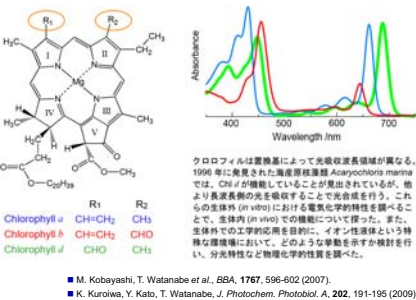 R₁
R₂
H₃C
CH₂
CH₃
I
II
N
N
Mg
N
N
IV
III
V
H₃C
CH₃
H₂C
CH₂
O
C
O
C
OCH₃
O
OC₂₀H₃₉
R₁ R₂
Chlorophyll a CH=CH₂ CH₃
Chlorophyll b CH=CH₂ CHO
Chlorophyll d CHO CH₃
Absorbance
400 500 600 700
Wavelength /nm
クロロフィルは置換基によって光吸収波長領域が異なる。
1996 年に発見された海産原核藻類 Acaryochloris marina
では、Chl d が機能していることが見出されているが、他
より長波長側の光を吸収することで光合成を行う。これ
らの生体外 (in vitro) における電気化学的特性を調べるこ
とで、生体内 (in vivo) での機能について探った。また、
生体外での工学的応用を目的に、イオン性液体という特
殊な環境場において、どのような挙動を示すか検討を行
い、分光特性など物理化学的性質を調べた。
■ M. Kobayashi, T. Watanabe et al., BBA, 1767, 596-602 (2007).
■ K. Kuroiwa, Y. Kato, T. Watanabe, J. Photochem. Photobiol. A, 202, 191-195 (2009)